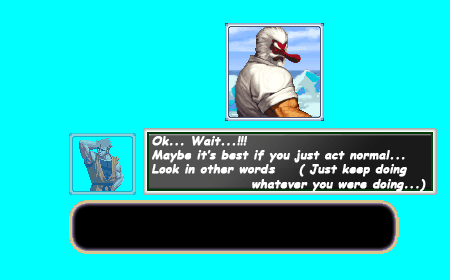 Ok... Wait...!!!
Maybe it's best if you just act normal...
Look in other words ( Just keep doing
whatever you were doing...)